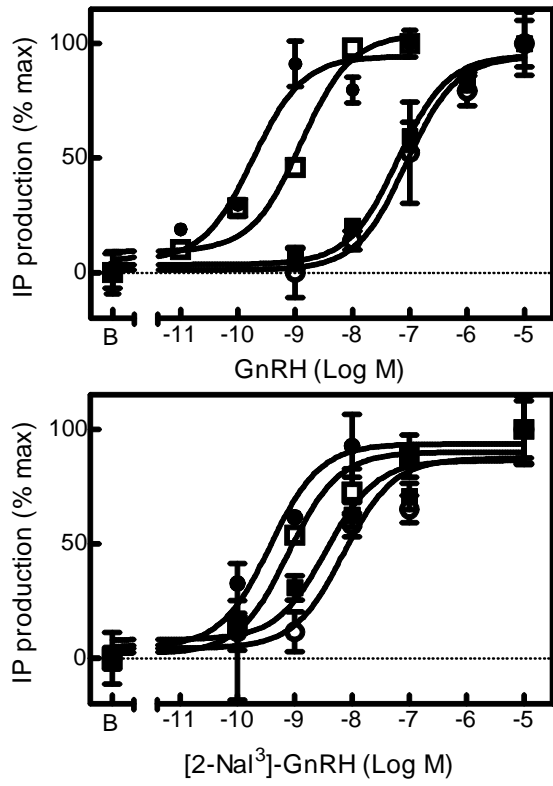 IP production (% max)
100
50
0
B -11 -10 -9 -8 -7 -6 -5
GnRH (Log M)
IP production (% max)
100
50
0
B -11 -10 -9 -8 -7 -6 -5
[2-Nal³]-GnRH (Log M)